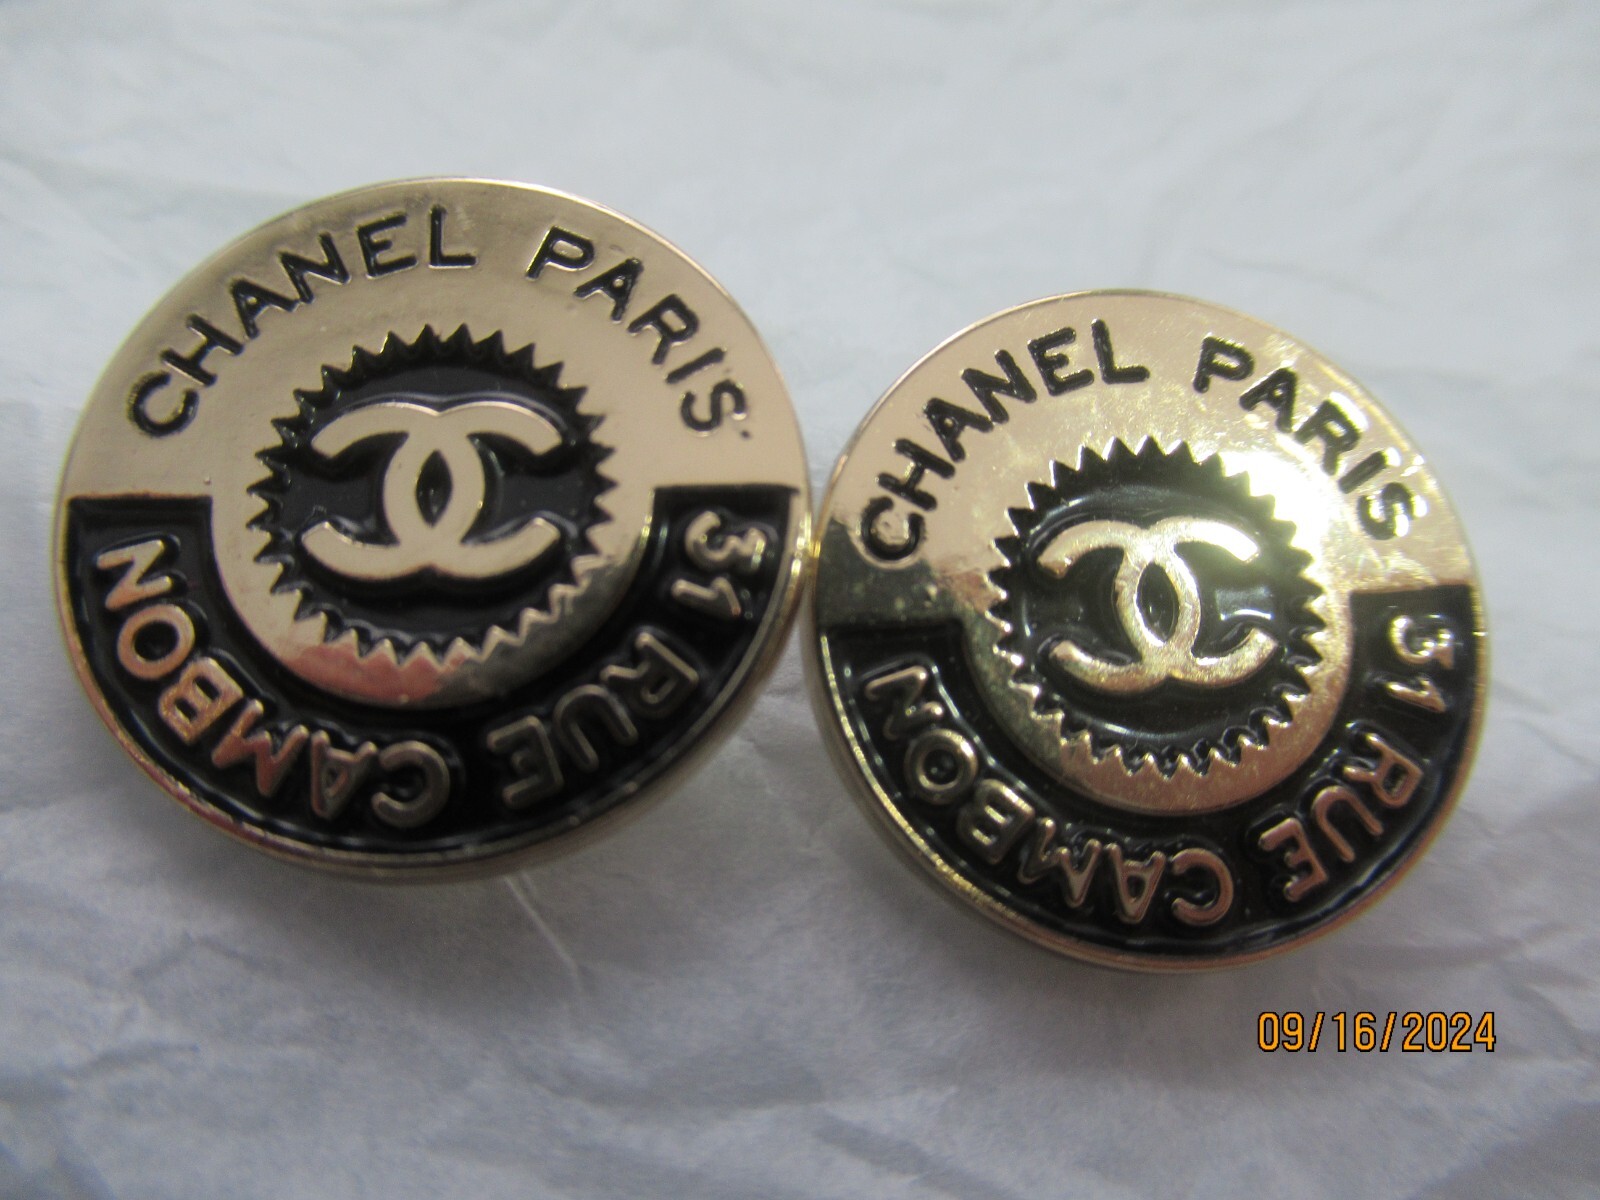 CHANEL PARIS
31 RUE CAMBON
CHANEL PARIS
31 RUE CAMBON
09/16/2024